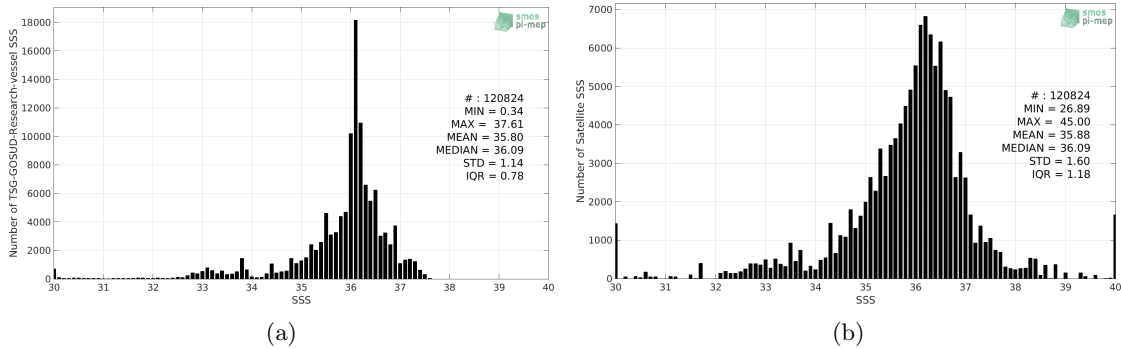 smos
pi-mep
Number of TSG-GOSUD-Research-vessel SSS
18000
16000
14000
12000
10000
8000
6000
4000
2000
0
# : 120824
MIN = 0.34
MAX = 37.61
MEAN = 35.80
MEDIAN = 36.09
STD = 1.14
IQR = 0.78
30 31 32 33 34 35 36 37 38 39 40
SSS
(a)
smos
pi-mep
Number of Satellite SSS
7000
6000
5000
4000
3000
2000
1000
0
# : 120824
MIN = 26.89
MAX = 45.00
MEAN = 35.88
MEDIAN = 36.09
STD = 1.60
IQR = 1.18
30 31 32 33 34 35 36 37 38 39 40
SSS
(b)